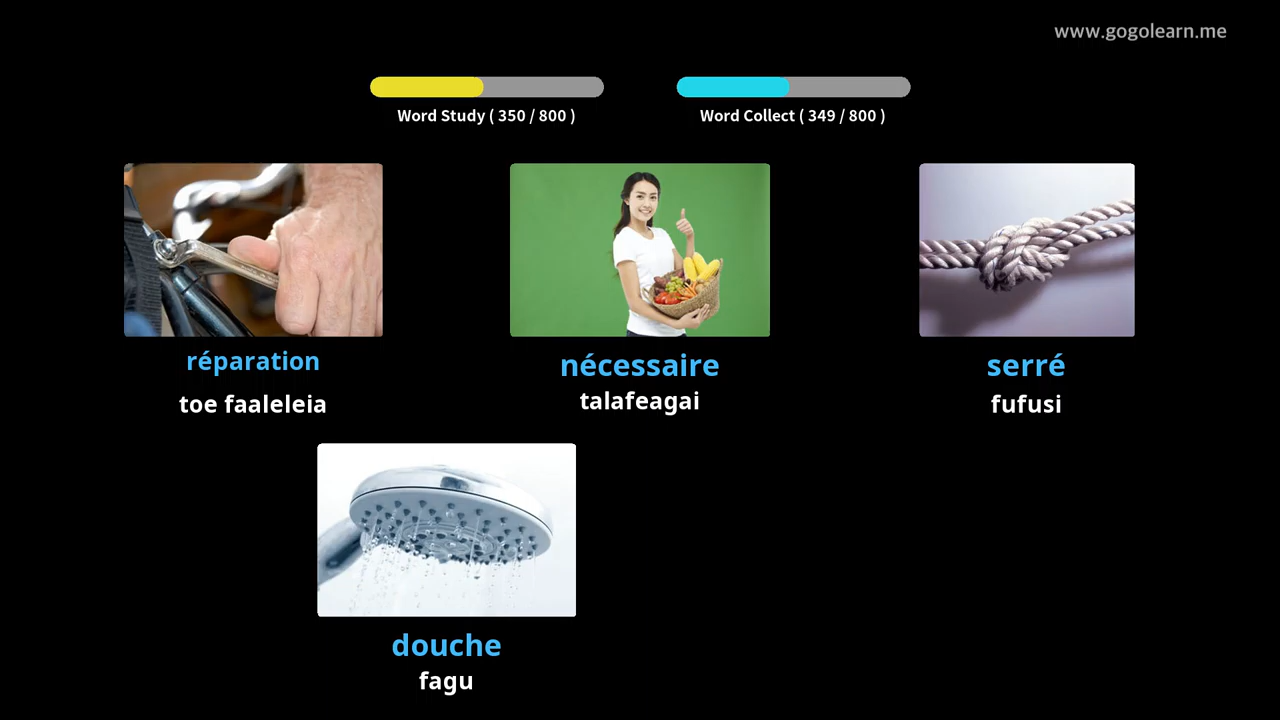 www.gogolearn.me
Word Study ( 350 / 800 )
Word Collect ( 349 / 800 )
réparation
toe faaleleia
nécessaire
talafeagai
serré
fufusi
douche
fagu